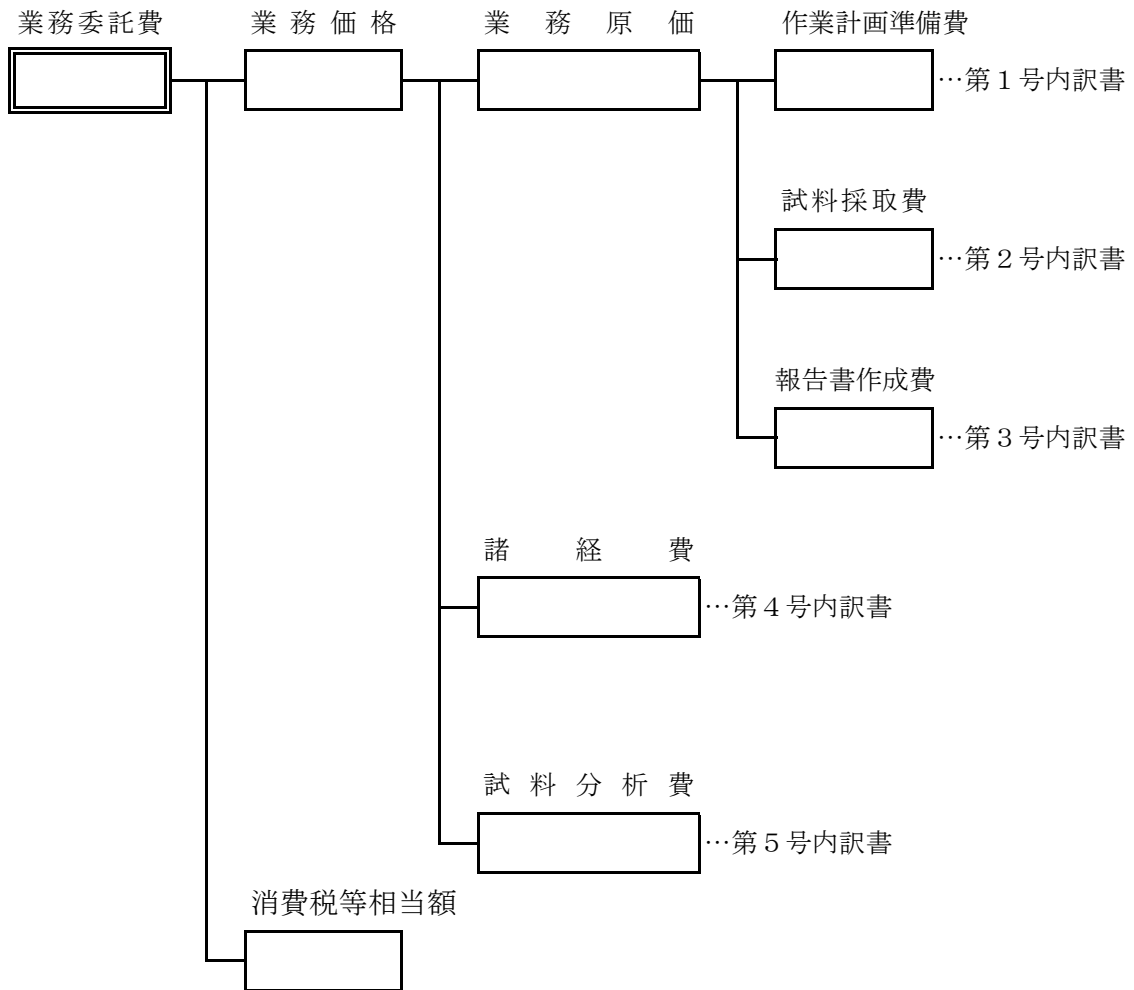 業務委託費 業務価格 業務原価 作業計画準備費
…第1号内訳書
試料採取費
…第2号内訳書
報告書作成費
…第3号内訳書
諸経費
…第4号内訳書
試料分析費
…第5号内訳書
消費税等相当額